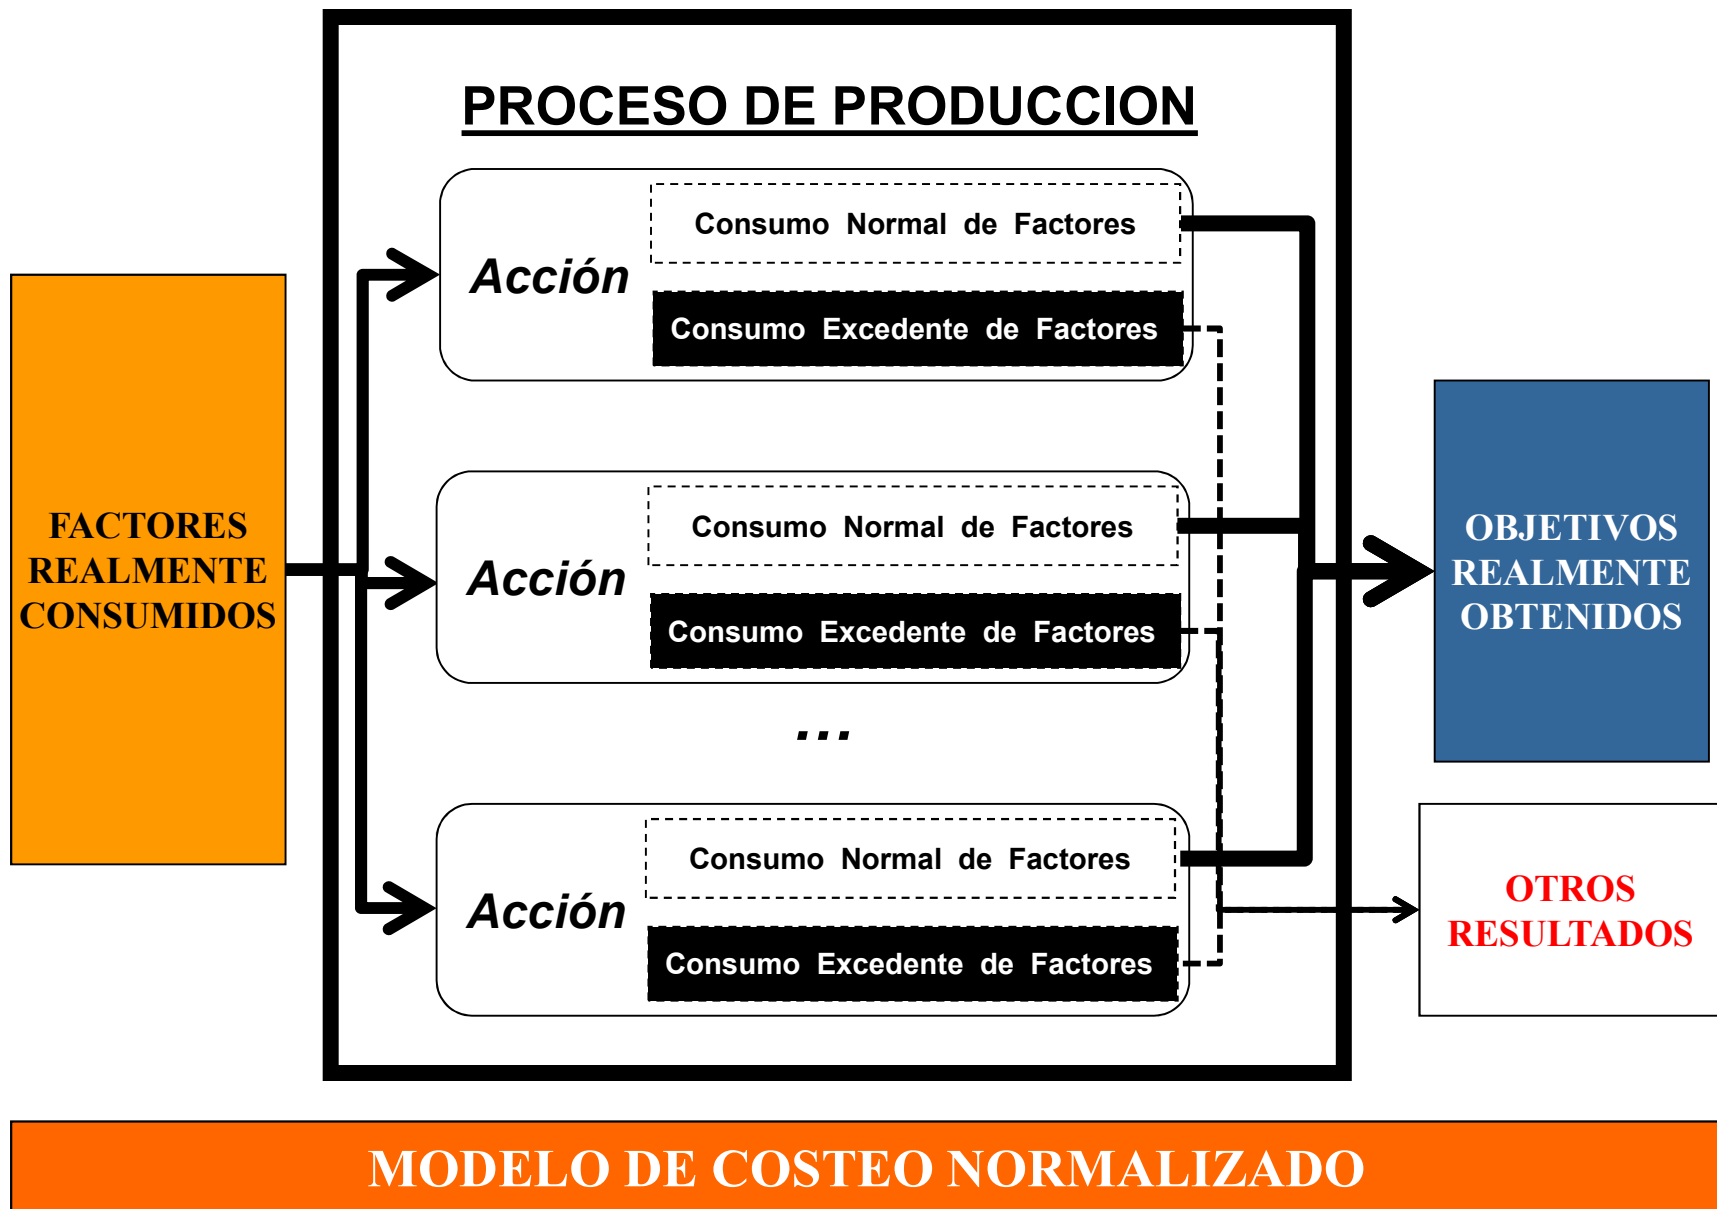 PROCESO DE PRODUCCION
Consumo Normal de Factores
Acción
Consumo Excedente de Factores
FACTORES
REALMENTE
CONSUMIDOS
Consumo Normal de Factores
Acción
Consumo Excedente de Factores
OBJETIVOS
REALMENTE
OBTENIDOS
...
Consumo Normal de Factores
Acción
Consumo Excedente de Factores
OTROS
RESULTADOS
MODELO DE COSTEO NORMALIZADO